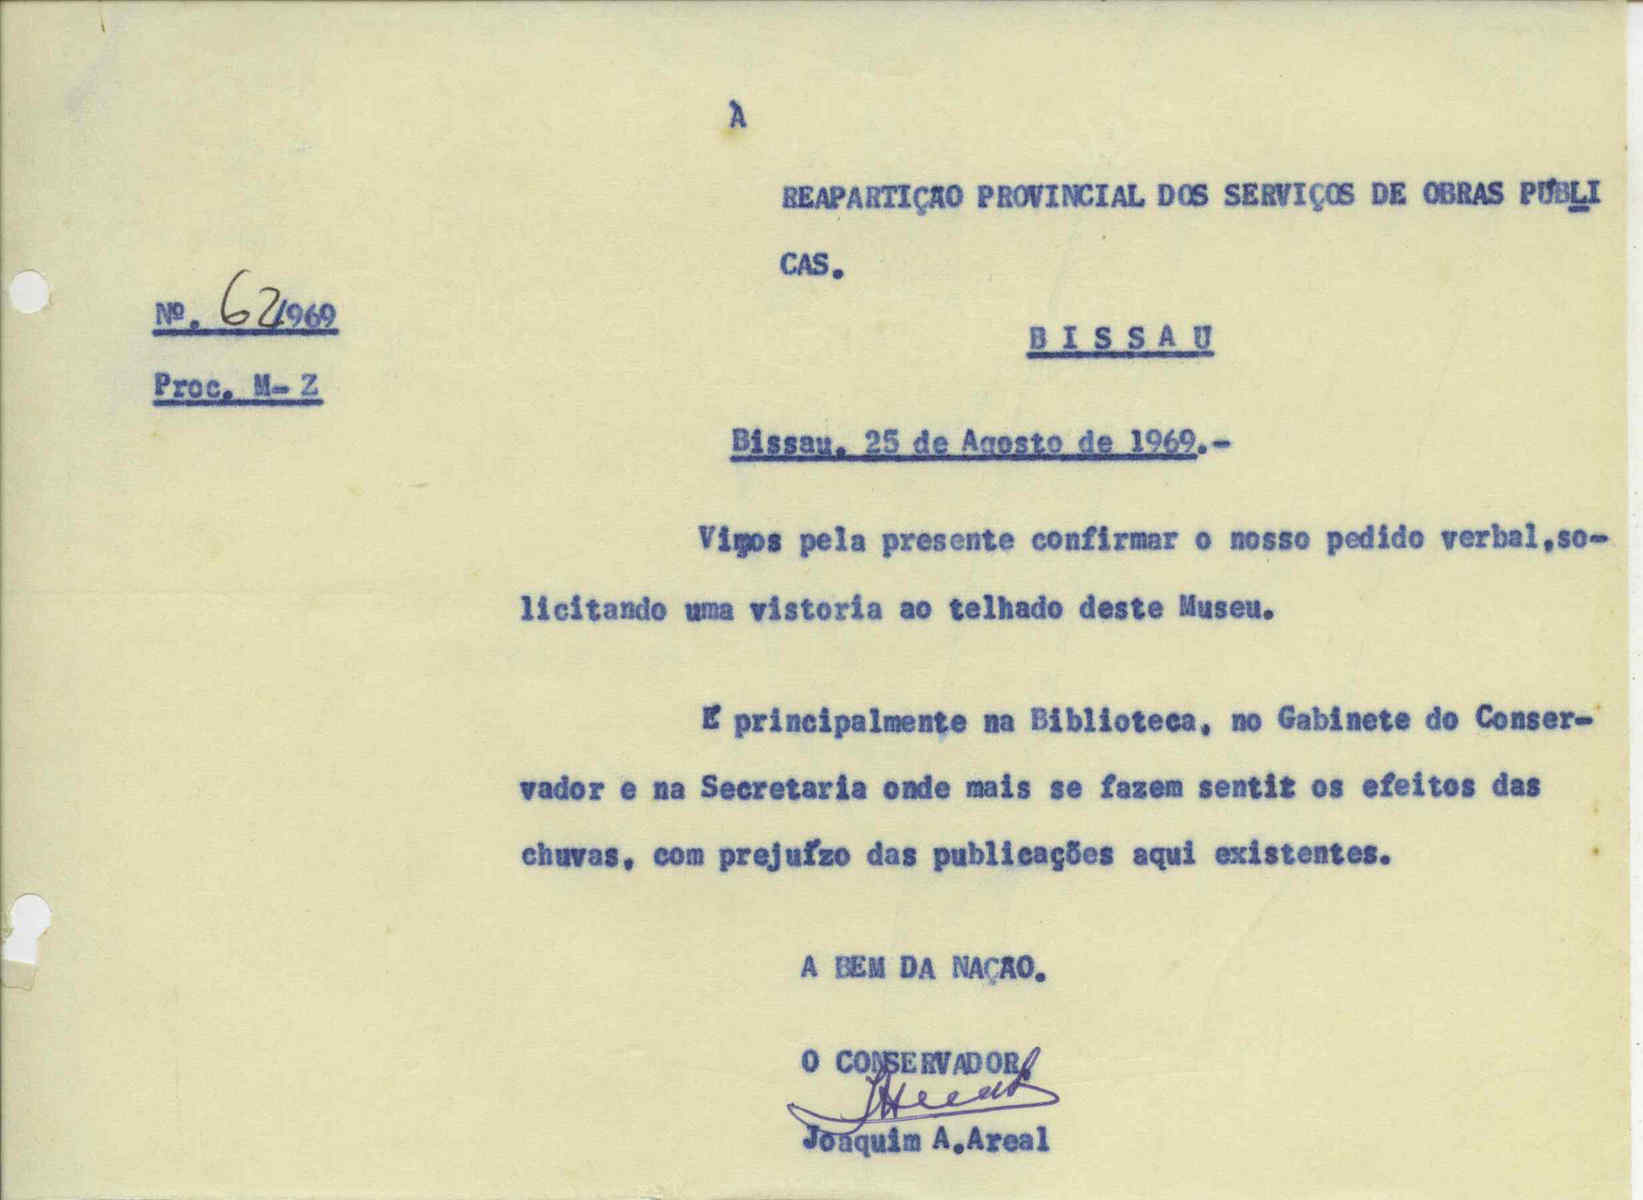 À
REAPARTIÇÃO PROVINCIAL DOS SERVIÇOS DE OBRAS PÚBLI
CAS.
Nº. 62/969
B I S S A U
Proc. M- Z
Bissau, 25 de Agosto de 1969.-
Vimos pela presente confirmar o nosso pedido verbal,so-
licitando uma vistoria ao telhado deste Museu.
É principalmente na Biblioteca, no Gabinete do Conser-
vador e na Secretaria onde mais se fazem sentit os efeitos das
chuvas, com prejuízo das publicações aqui existentes.
A BEM DA NAÇÃO.
O CONSERVADOR,
Joaquim A.Areal